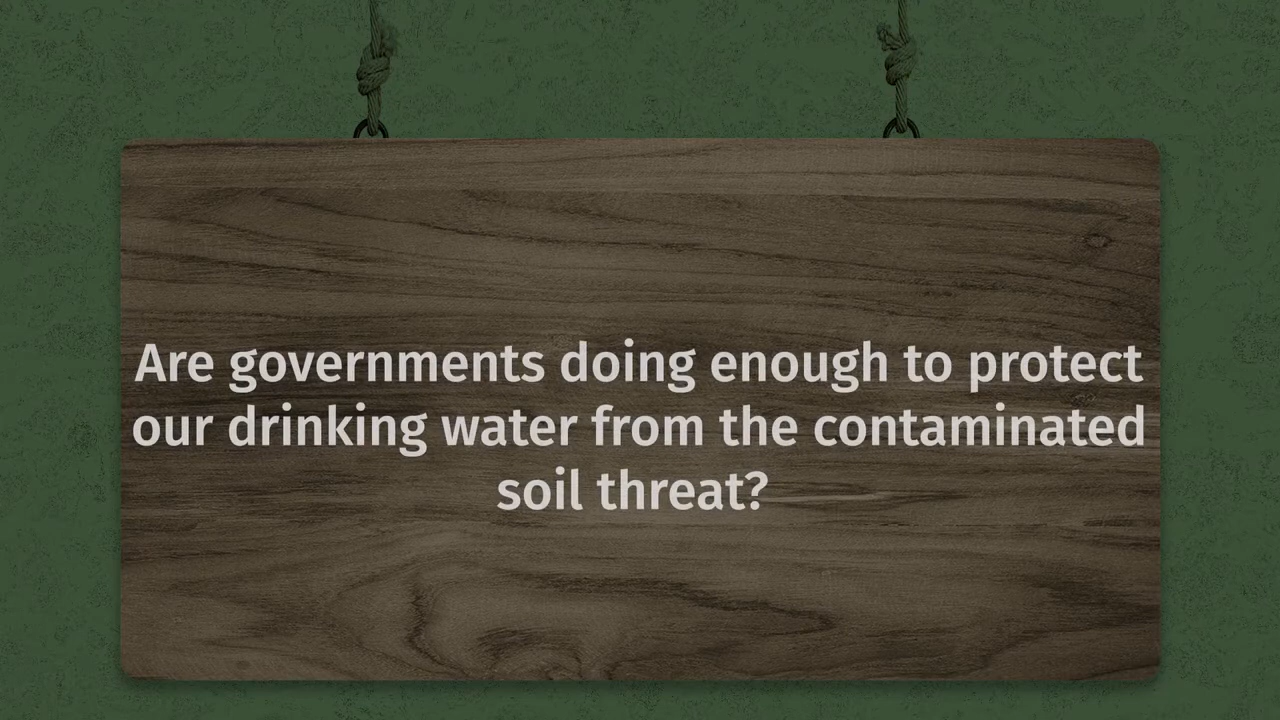 Are governments doing enough to protect
our drinking water from the contaminated
soil threat?